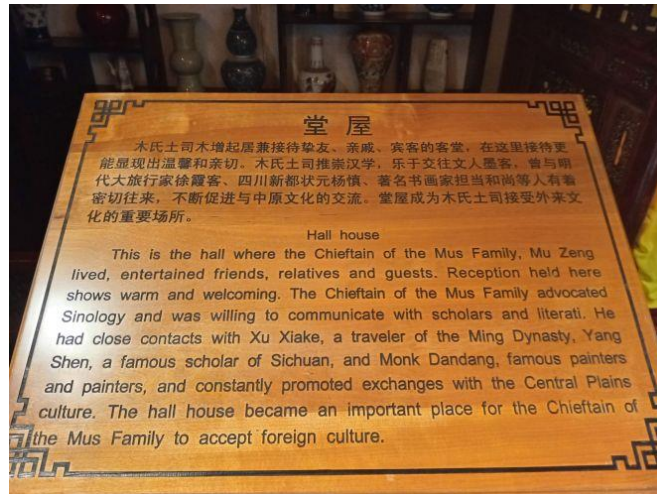 堂屋
木氏土司木增起居兼接待挚友、亲戚、宾客的客堂，在这里接待更
能显现出温馨和亲切。木氏土司推崇汉学，乐于交往文人墨客，曾与明
代大旅行家徐霞客、四川新都状元杨慎、著名书画家担当和尚等人有着
密切往来，不断促进与中原文化的交流。堂屋成为木氏土司接受外来文
化的重要场所。
Hall house
This is the hall where the Chieftain of the Mus Family, Mu Zeng
lived, entertained friends, relatives and guests. Reception held here
shows warm and welcoming. The Chieftain of the Mus Family advocated
Sinology and was willing to communicate with scholars and literati. He
had close contacts with Xu Xiake, a traveler of the Ming Dynasty, Yang
Shen, a famous scholar of Sichuan, and Monk Dandang, famous painters
and painters, and constantly promoted exchanges with the Central Plains
culture. The hall house became an important place for the Chieftain of
the Mus Family to accept foreign culture.